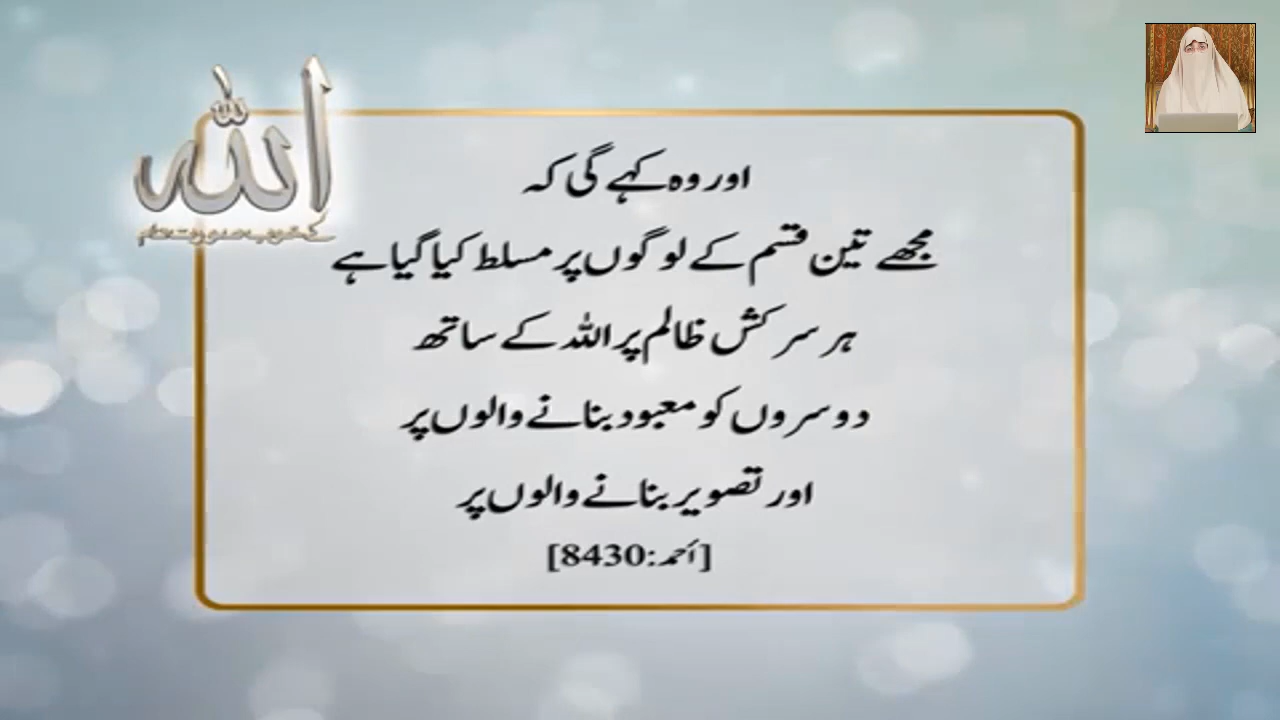 الله
اور وہ کہے گی کہ
مجھے تین قسم کے لوگوں پر مسلط کیا گیا ہے
ہر سرکش ظالم پر اللہ کے ساتھ
دوسروں کو معبود بنانے والوں پر
اور تصویر بنانے والوں پر
[أحمد:8430]